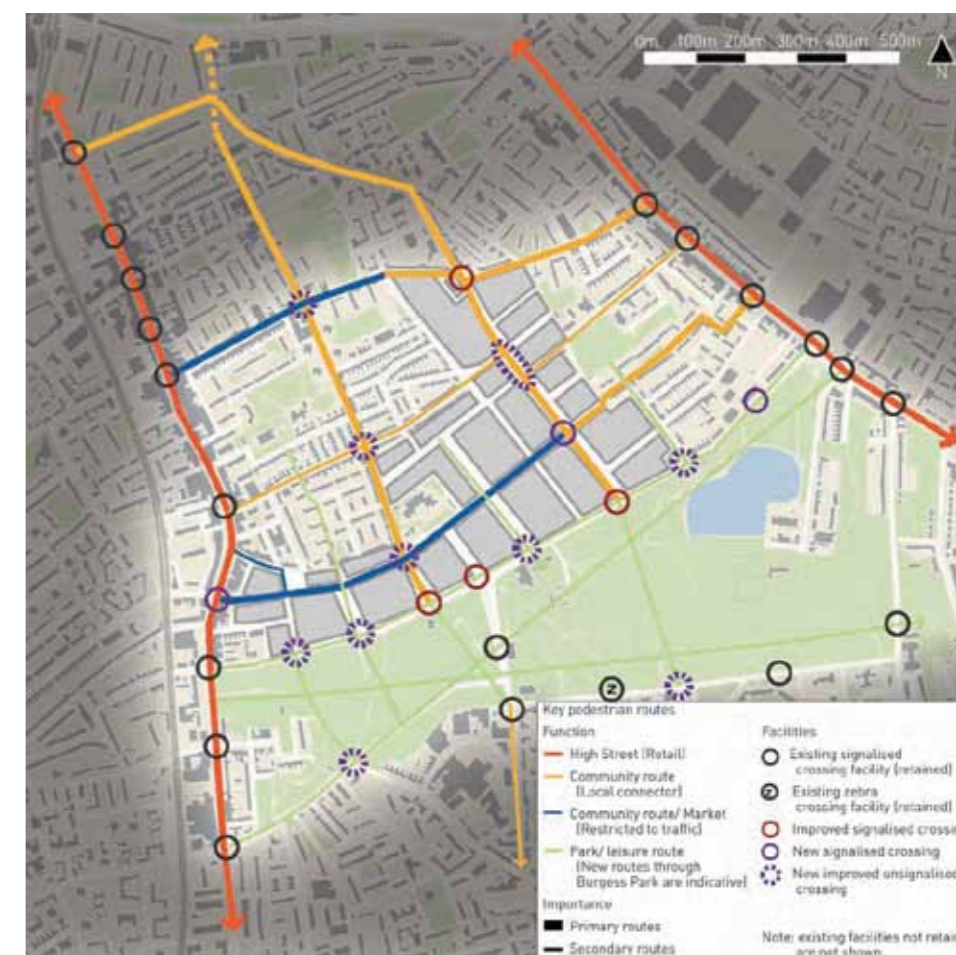 0m 100m 200m 300m 400m 500m
N
Key pedestrian routes
Function
High Street (Retail)
Community route
(Local connector)
Community route/ Market
(Restricted to traffic)
Park/ leisure route
(New routes through
Burgess Park are indicative)
Importance
Primary routes
Secondary routes
Facilities
Existing signalised
crossing facility (retained)
Z
Existing zebra
crossing facility (retained)
Improved signalised crossi
New signalised crossing
New improved unsignalised
crossing
Note: existing facilities not retai
are not shown
Z